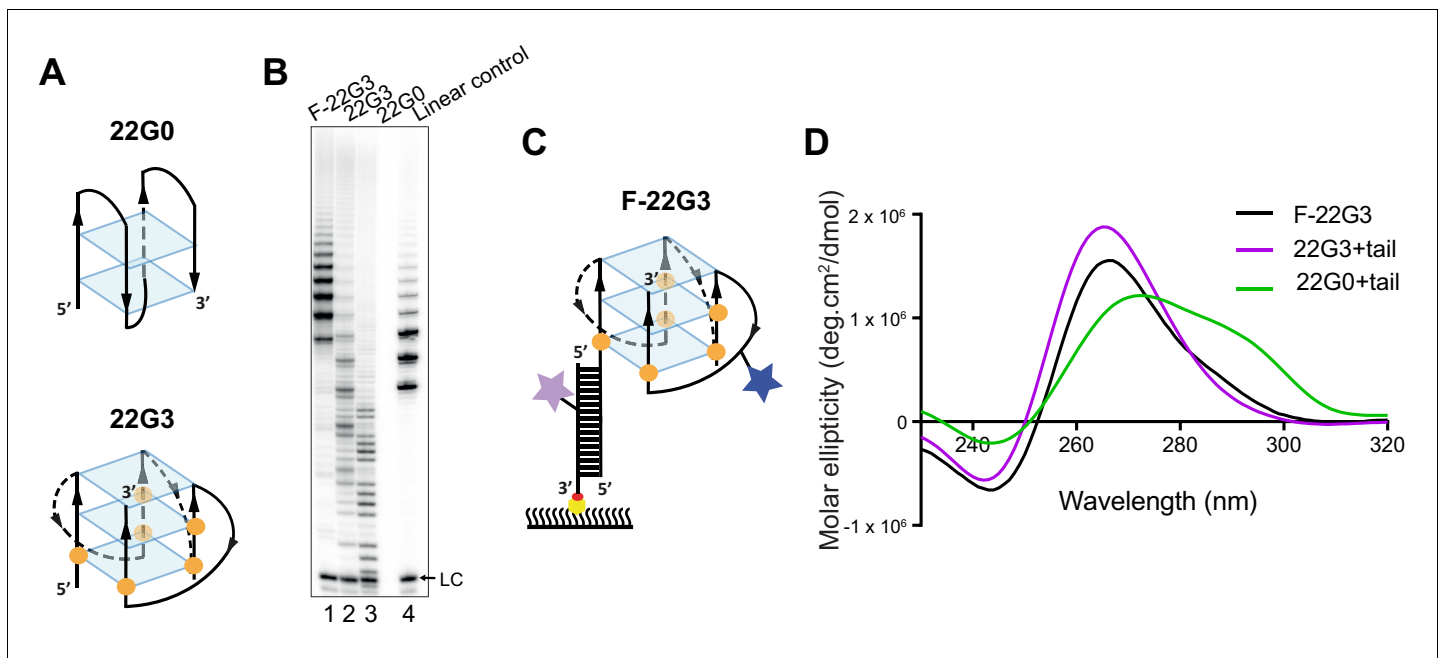 A
22G0
5’
3’
22G3
3’
5’
B
F-22G3
22G3
22G0
Linear control
LC
1 2 3 4
C
F-22G3
3’
5’
3’ 5’
D
Molar ellipticity (deg.cm²/dmol)
2 x 10⁶
1 x 10⁶
0
-1 x 10⁶
240 260 280 300 320
Wavelength (nm)
F-22G3
22G3+tail
22G0+tail